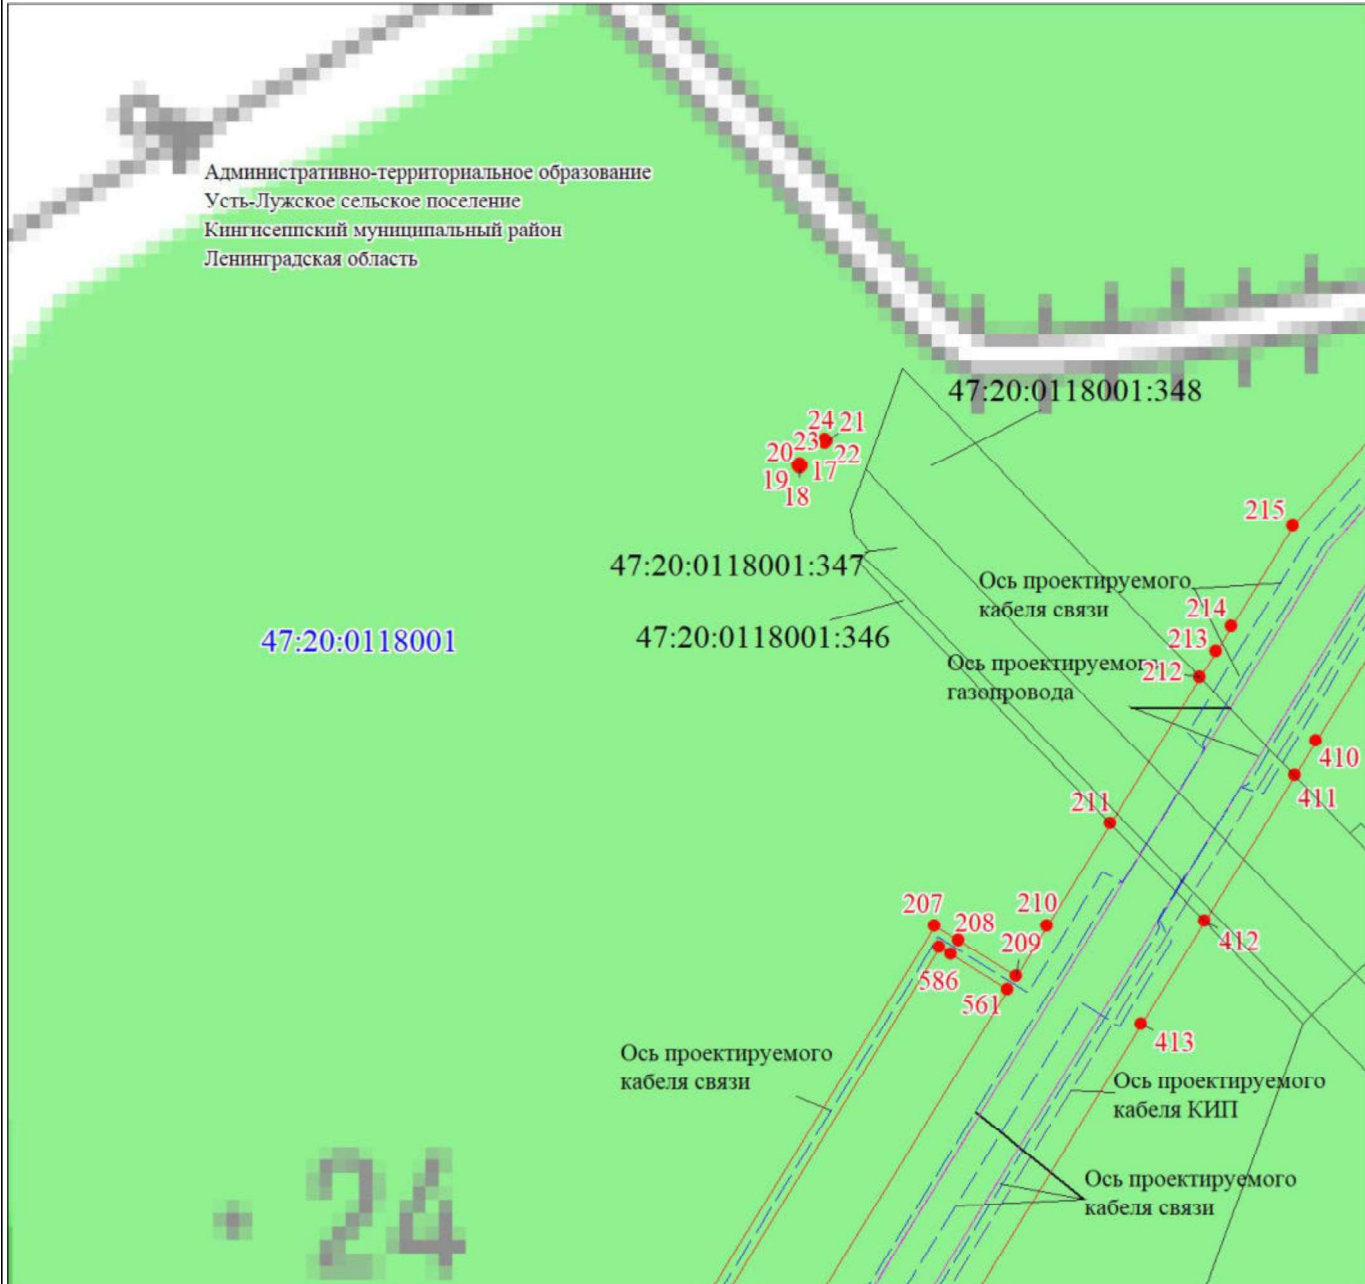 Административно-территориальное образование
Усть-Лужское сельское поселение
Кингисеппский муниципальный район
Ленинградская область
47:20:0118001:348
24
21
20
23
22
19
17
18
215
47:20:0118001:347
Ось проектируемого
кабеля связи
214
47:20:0118001
47:20:0118001:346
213
Ось проектируемого
газопровода
212
410
411
211
207
208
210
209
412
586
561
413
Ось проектируемого
кабеля связи
Ось проектируемого
кабеля КИП
Ось проектируемого
кабеля связи
24